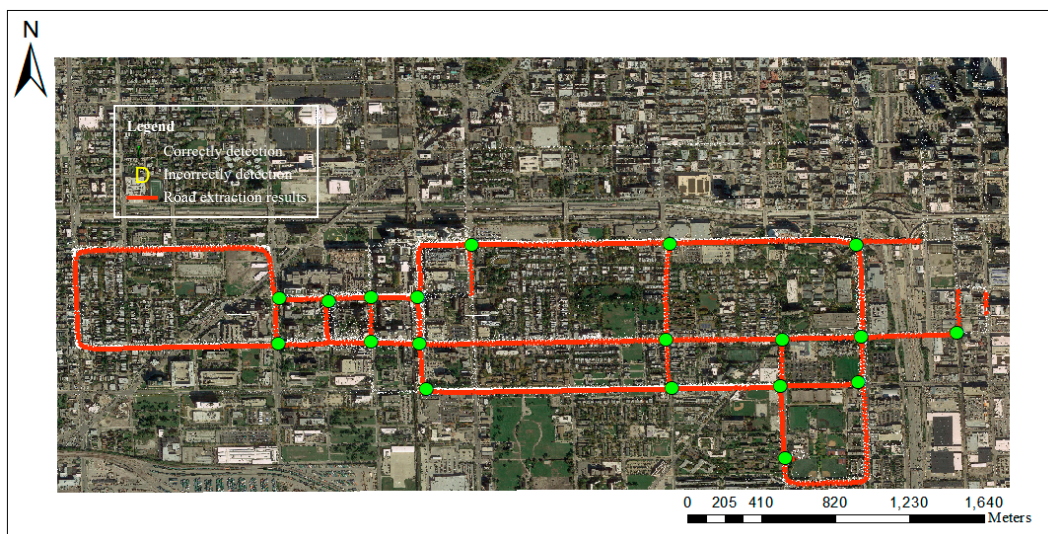 N
Legend
Correctly detection
D Incorrectly detection
Road extraction results
0 205 410 820 1,230 1,640
Meters